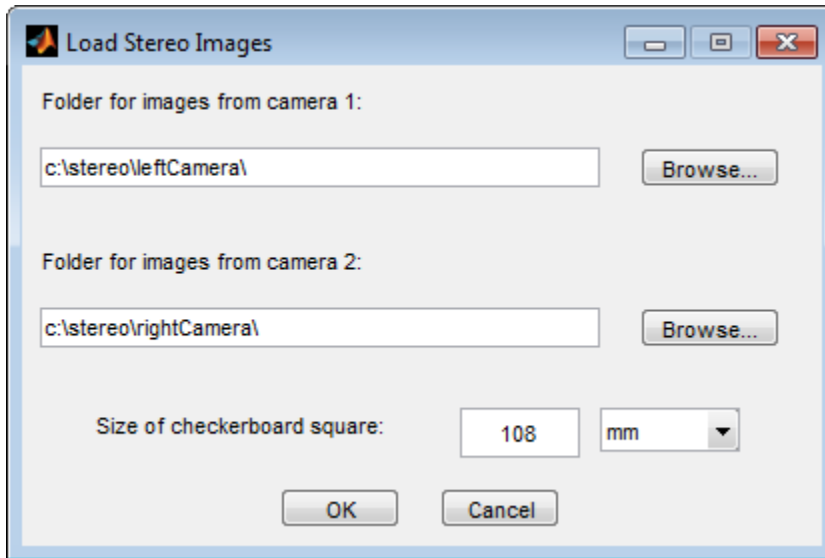 Load Stereo Images
Folder for images from camera 1:
c:\stereo\leftCamera\ Browse...
Folder for images from camera 2:
c:\stereo\rightCamera\ Browse...
Size of checkerboard square: 108 mm
OK Cancel